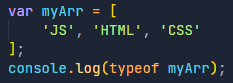 var myArr = [
    'JS', 'HTML', 'CSS'
];
console.log(typeof myArr);